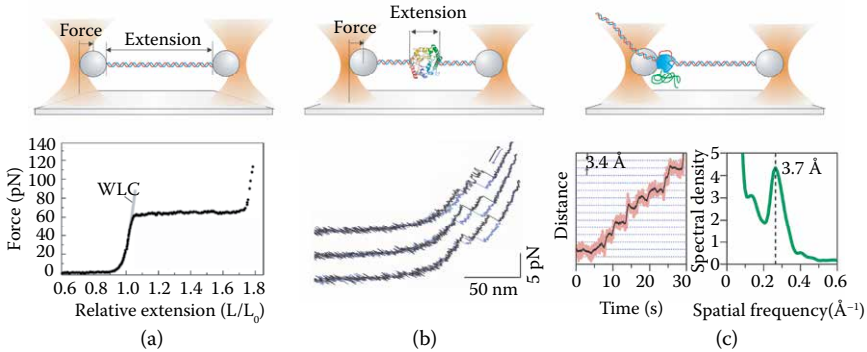 Force
Extension
Extension
Force
140
120
100
80
60
40
20
0
Force (pN)
WLC
0.6 0.8 1.0 1.2 1.4 1.6 1.8
Relative extension (L/L₀)
(a)
5 pN
50 nm
(b)
3.4 Å
Distance
0 10 20 30
Time (s)
5
4
3
2
1
0
Spectral density
3.7 Å
0 0.2 0.4 0.6
Spatial frequency(Å⁻¹)
(c)